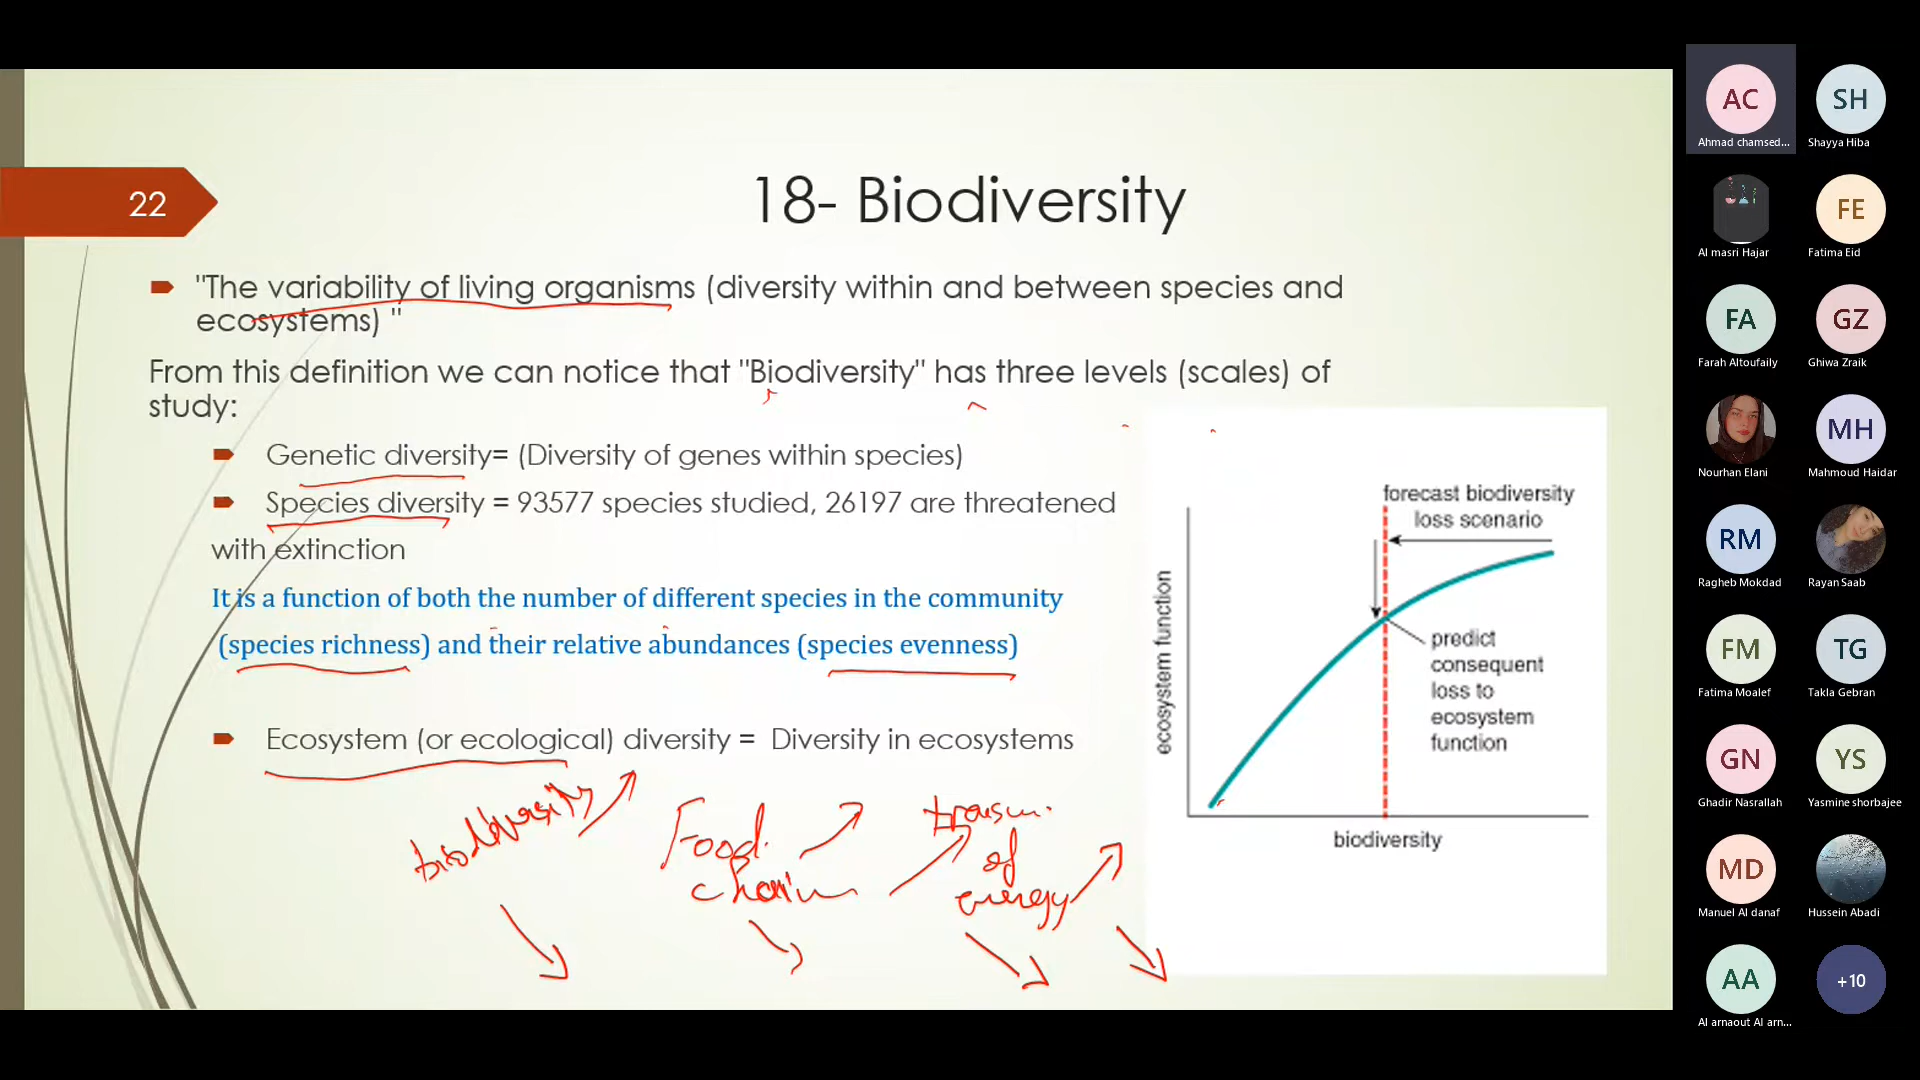 22
18- Biodiversity
"The variability of living organisms (diversity within and between species and
ecosystems) "
From this definition we can notice that "Biodiversity" has three levels (scales) of
study:
Genetic diversity= (Diversity of genes within species)
Species diversity = 93577 species studied, 26197 are threatened
with extinction
It is a function of both the number of different species in the community
(species richness) and their relative abundances (species evenness)
Ecosystem (or ecological) diversity = Diversity in ecosystems
biodiversity
Food
chain
transm.
of
energy
forecast biodiversity
loss scenario
ecosystem function
predict
consequent
loss to
ecosystem
function
biodiversity
AC
Ahmad chamsed...
SH
Shayya Hiba
Al masri Hajar
FE
Fatima Eid
FA
Farah Altoufaily
GZ
Ghiwa Zraik
Nourhan Elani
MH
Mahmoud Haidar
RM
Ragheb Mokdad
Rayan Saab
FM
Fatima Moalef
TG
Takla Gebran
GN
Ghadir Nasrallah
YS
Yasmine shorbajee
MD
Manuel Al danaf
Hussein Abadi
AA
Al arnaout Al arn...
+10